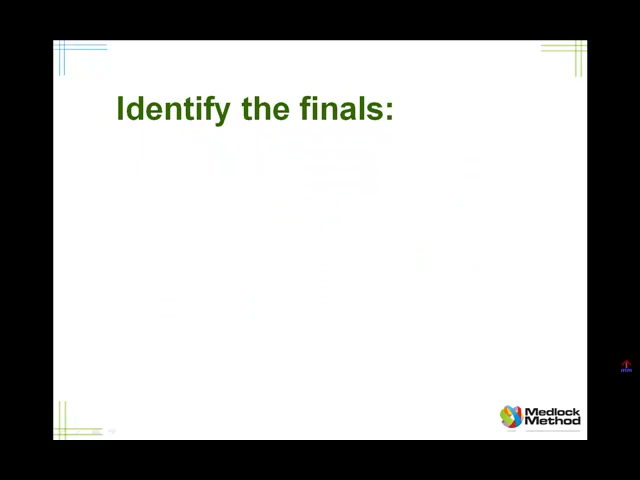 Identify the finals:
Medlock
Method